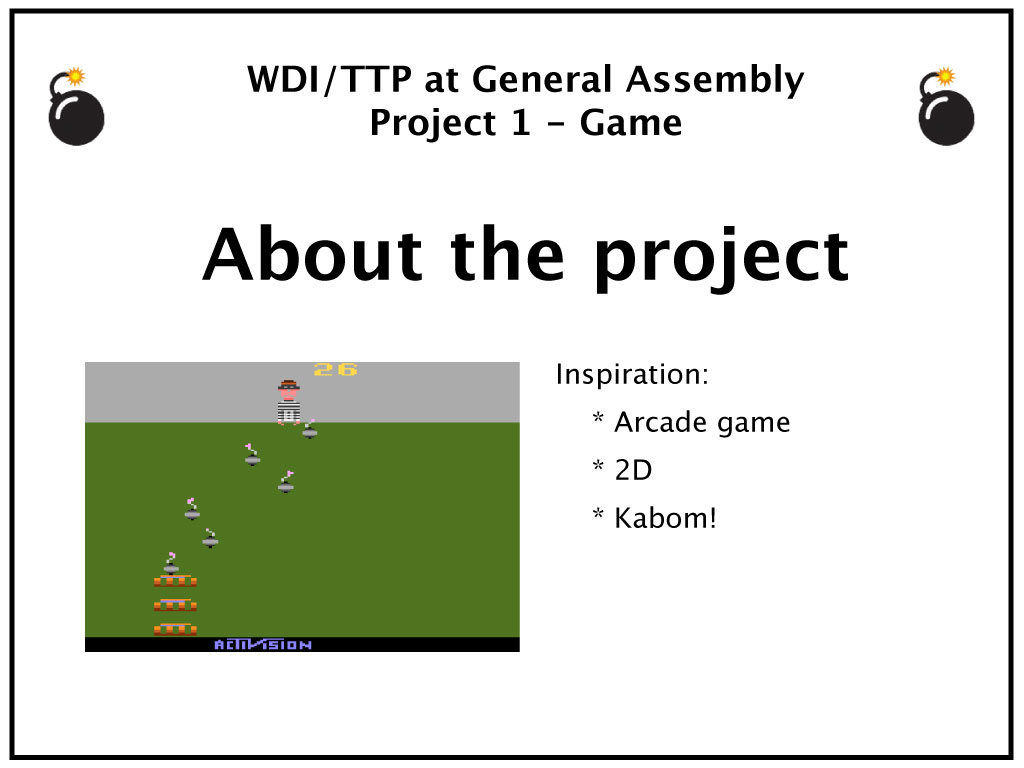 WDI/TTP at General Assembly
Project 1 – Game
About the project
26
Inspiration:
* Arcade game
* 2D
* Kabom!
ACTIVISION